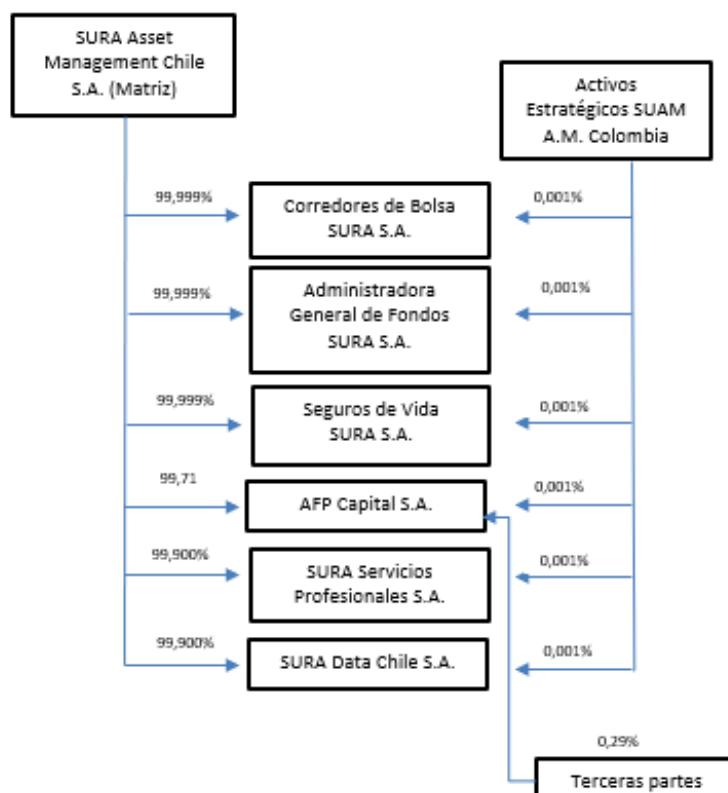 SURA Asset
Management Chile
S.A. (Matriz)
Activos
Estratégicos SUAM
A.M. Colombia
99,999%
Corredores de Bolsa
SURA S.A.
0,001%
99,999%
Administradora
General de Fondos
SURA S.A.
0,001%
99,999%
Seguros de Vida
SURA S.A.
0,001%
99,71
AFP Capital S.A.
0,001%
99,900%
SURA Servicios
Profesionales S.A.
0,001%
99,900%
SURA Data Chile S.A.
0,001%
0,29%
Terceras partes